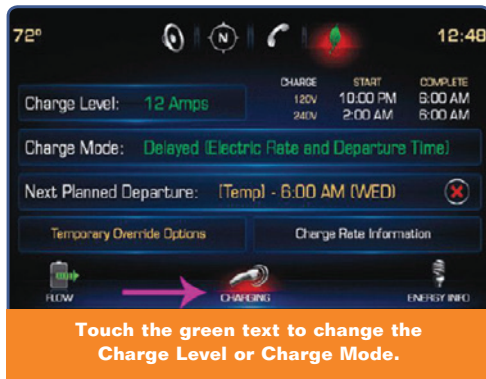 72° N 12:48
CHARGE START COMPLETE
120V 10:00 PM 6:00 AM
240V 2:00 AM 6:00 AM
Charge Level: 12 Amps
Charge Mode: Delayed (Electric Rate and Departure Time)
Next Planned Departure: (Temp) - 6:00 AM (WED)
Temporary Override Options Charge Rate Information
FLOW CHARGING ENERGY INFO
Touch the green text to change the
Charge Level or Charge Mode.